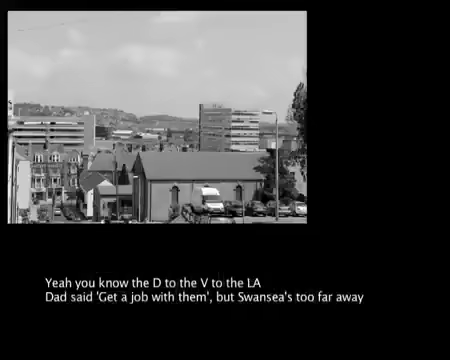 Yeah you know the D to the V to the LA
Dad said 'Get a job with them', but Swansea's too far away